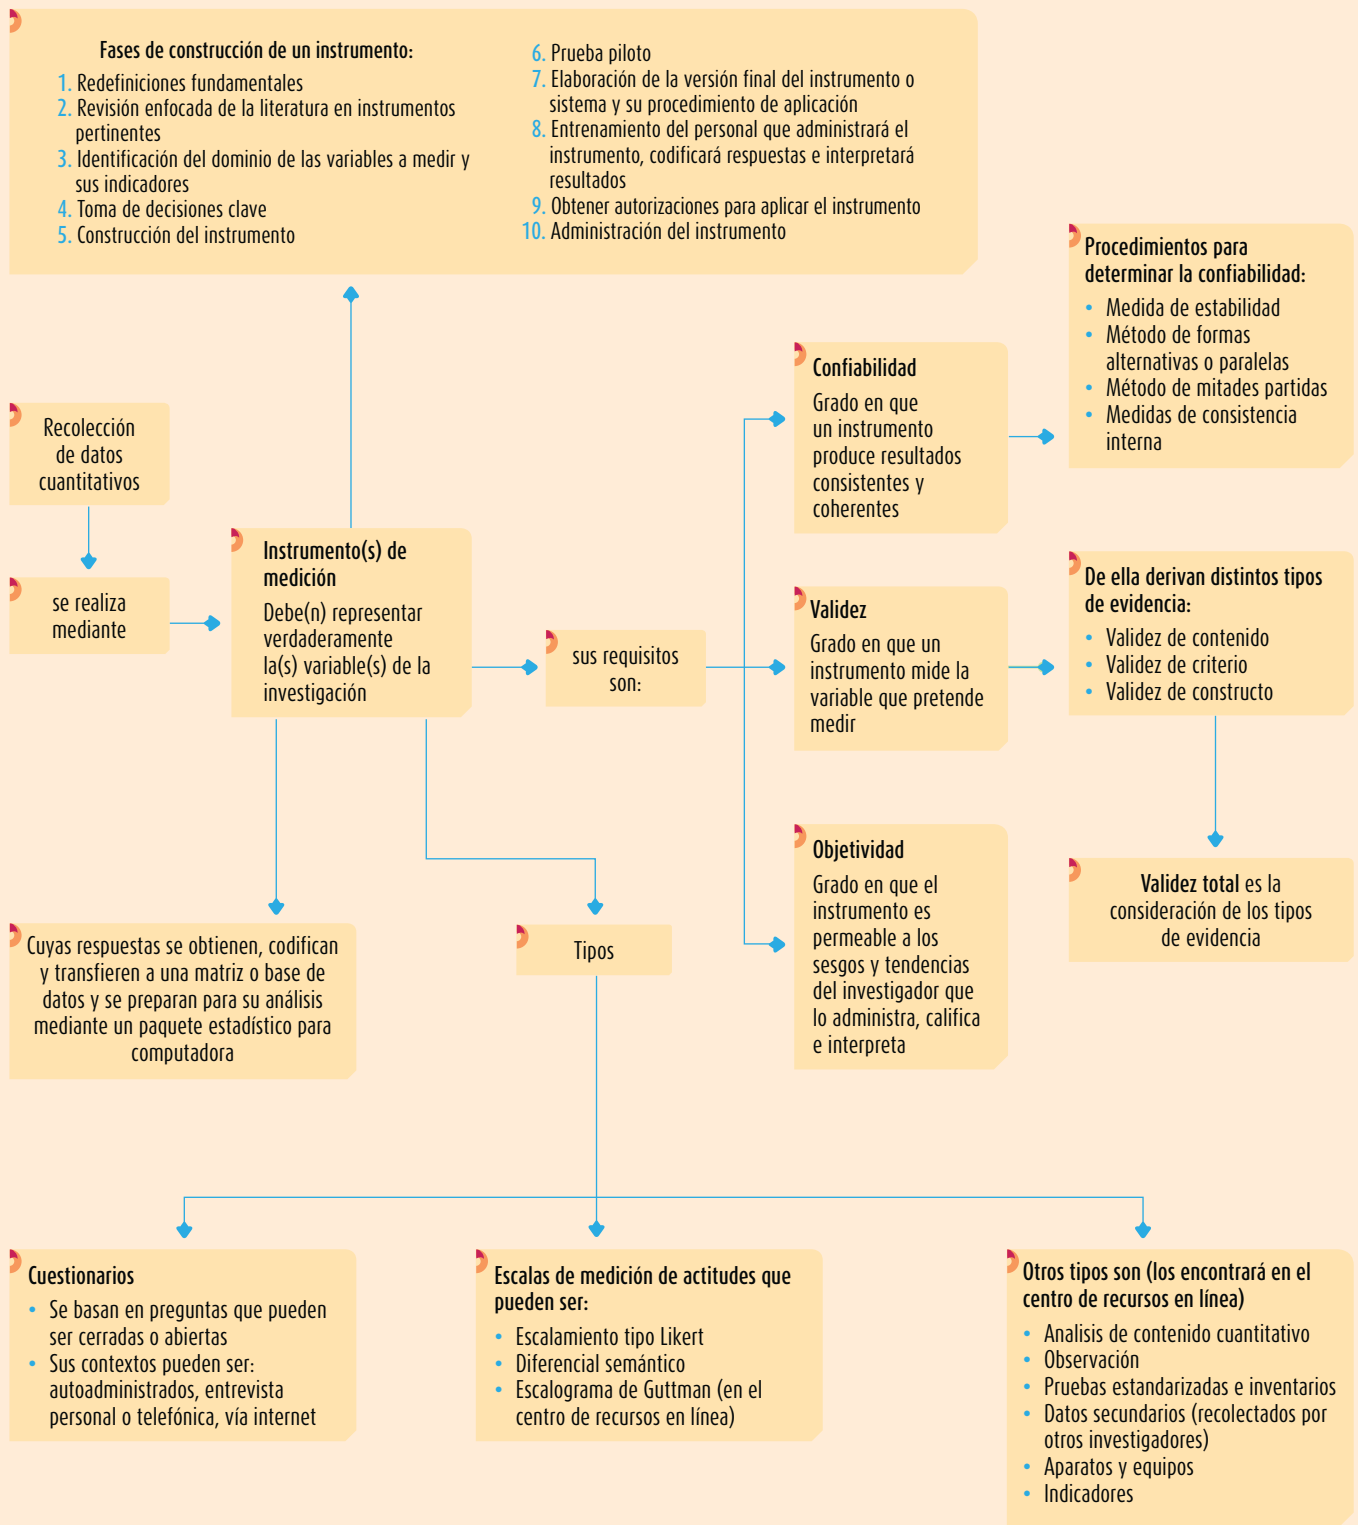 Fases de construcción de un instrumento:
1. Redefiniciones fundamentales
2. Revisión enfocada de la literatura en instrumentos
pertinentes
3. Identificación del dominio de las variables a medir y
sus indicadores
4. Toma de decisiones clave
5. Construcción del instrumento
6. Prueba piloto
7. Elaboración de la versión final del instrumento o
sistema y su procedimiento de aplicación
8. Entrenamiento del personal que administrará el
instrumento, codificará respuestas e interpretará
resultados
9. Obtener autorizaciones para aplicar el instrumento
10. Administración del instrumento
Recolección
de datos
cuantitativos
se realiza
mediante
Instrumento(s) de
medición
Debe(n) representar
verdaderamente
la(s) variable(s) de la
investigación
sus requisitos
son:
Confiabilidad
Grado en que
un instrumento
produce resultados
consistentes y
coherentes
Procedimientos para
determinar la confiabilidad:
• Medida de estabilidad
• Método de formas
alternativas o paralelas
• Método de mitades partidas
• Medidas de consistencia
interna
Validez
Grado en que un
instrumento mide la
variable que pretende
medir
De ella derivan distintos tipos
de evidencia:
• Validez de contenido
• Validez de criterio
• Validez de constructo
Validez total es la
consideración de los tipos
de evidencia
Objetividad
Grado en que el
instrumento es
permeable a los
sesgos y tendencias
del investigador que
lo administra, califica
e interpreta
Cuyas respuestas se obtienen, codifican
y transfieren a una matriz o base de
datos y se preparan para su análisis
mediante un paquete estadístico para
computadora
Tipos
Cuestionarios
• Se basan en preguntas que pueden
ser cerradas o abiertas
• Sus contextos pueden ser:
autoadministrados, entrevista
personal o telefónica, vía internet
Escalas de medición de actitudes que
pueden ser:
• Escalamiento tipo Likert
• Diferencial semántico
• Escalograma de Guttman (en el
centro de recursos en línea)
Otros tipos son (los encontrará en el
centro de recursos en línea)
• Analisis de contenido cuantitativo
• Observación
• Pruebas estandarizadas e inventarios
• Datos secundarios (recolectados por
otros investigadores)
• Aparatos y equipos
• Indicadores